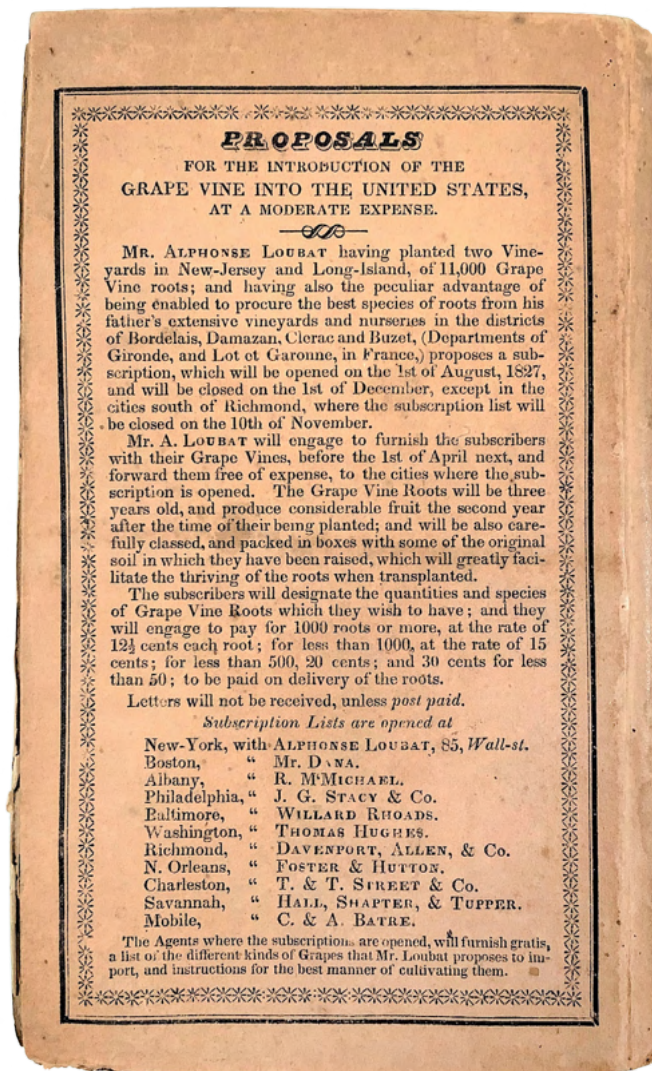 PROPOSALS
FOR THE INTRODUCTION OF THE
GRAPE VINE INTO THE UNITED STATES,
AT A MODERATE EXPENSE.
MR. ALPHONSE LOUBAT having planted two Vine-
yards in New-Jersey and Long-Island, of 11,000 Grape
Vine roots; and having also the peculiar advantage of
being enabled to procure the best species of roots from his
father's extensive vineyards and nurseries in the districts
of Bordelais, Damazan, Clerac and Buzet, (Departments of
Gironde, and Lot et Garonne, in France,) proposes a sub-
scription, which will be opened on the 1st of August, 1827,
and will be closed on the 1st of December, except in the
cities south of Richmond, where the subscription list will
be closed on the 10th of November.
Mr. A. LOUBAT will engage to furnish the subscribers
with their Grape Vines, before the 1st of April next, and
forward them free of expense, to the cities where the sub-
scription is opened. The Grape Vine Roots will be three
years old, and produce considerable fruit the second year
after the time of their being planted; and will be also care-
fully classed, and packed in boxes with some of the original
soil in which they have been raised, which will greatly faci-
litate the thriving of the roots when transplanted.
The subscribers will designate the quantities and species
of Grape Vine Roots which they wish to have; and they
will engage to pay for 1000 roots or more, at the rate of
12½ cents each root; for less than 1000, at the rate of 15
cents; for less than 500, 20 cents; and 30 cents for less
than 50; to be paid on delivery of the roots.
Letters will not be received, unless post paid.
Subscription Lists are opened at
New-York, with ALPHONSE LOUBAT, 85, Wall-st.
Boston, " Mr. DANA.
Albany, " R. M'MICHAEL.
Philadelphia, " J. G. STACY & Co.
Baltimore, " WILLARD RHOADS.
Washington, " THOMAS HUGHES.
Richmond, " DAVENPORT, ALLEN, & Co.
N. Orleans, " FOSTER & HUTTON.
Charleston, " T. & T. STREET & Co.
Savannah, " HALL, SHAPTER, & TUPPER.
Mobile, " C. & A. BATRE.
The Agents where the subscriptions are opened, will furnish gratis,
a list of the different kinds of Grapes that Mr. Loubat proposes to im-
port, and instructions for the best manner of cultivating them.